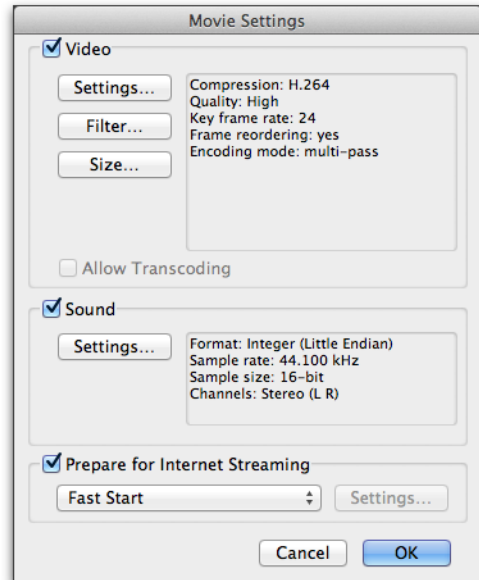 Movie Settings
Video
Settings...
Filter...
Size...
Compression: H.264
Quality: High
Key frame rate: 24
Frame reordering: yes
Encoding mode: multi-pass
Allow Transcoding
Sound
Settings...
Format: Integer (Little Endian)
Sample rate: 44.100 kHz
Sample size: 16-bit
Channels: Stereo (L R)
Prepare for Internet Streaming
Fast Start
Settings...
Cancel
OK